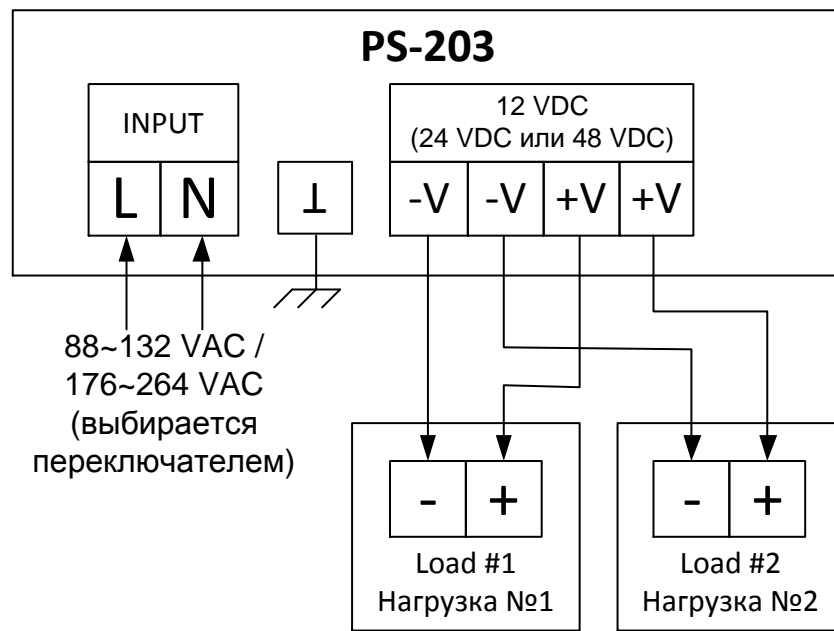 PS-203
INPUT
L N
⊥
12 VDC
(24 VDC или 48 VDC)
-V -V +V +V
88~132 VAC /
176~264 VAC
(выбирается
переключателем)
- +
Load #1
Нагрузка №1
- +
Load #2
Нагрузка №2